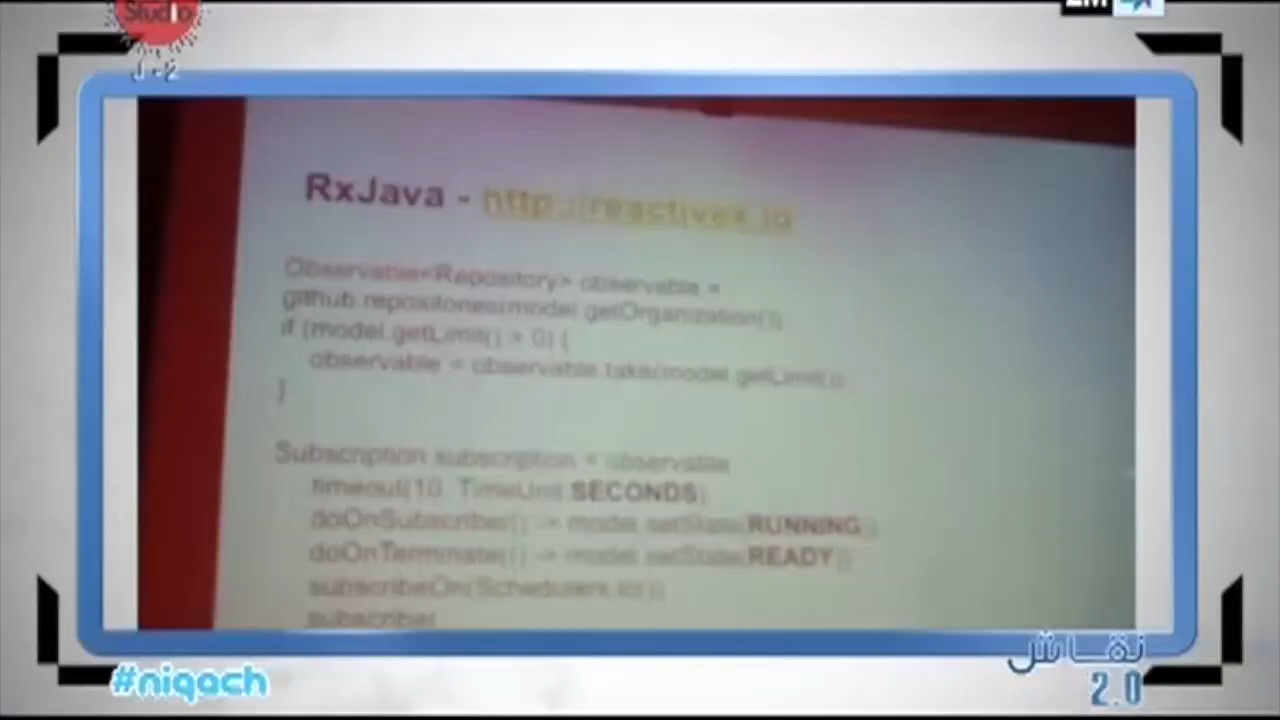 Studio
2M
RxJava - http://reactivex.io
Observable<Repository> observable =
github.repositories(model.getOrganization());
if (model.getLimit() > 0) {
observable = observable.take(model.getLimit());
}
Subscription subscription = observable
.timeout(10, TimeUnit.SECONDS)
.doOnSubscribe(() -> model.setState(RUNNING))
.doOnTerminate(() -> model.setState(READY))
.subscribeOn(Schedulers.io())
.subscribe(
#niqach
نقاش
2.0